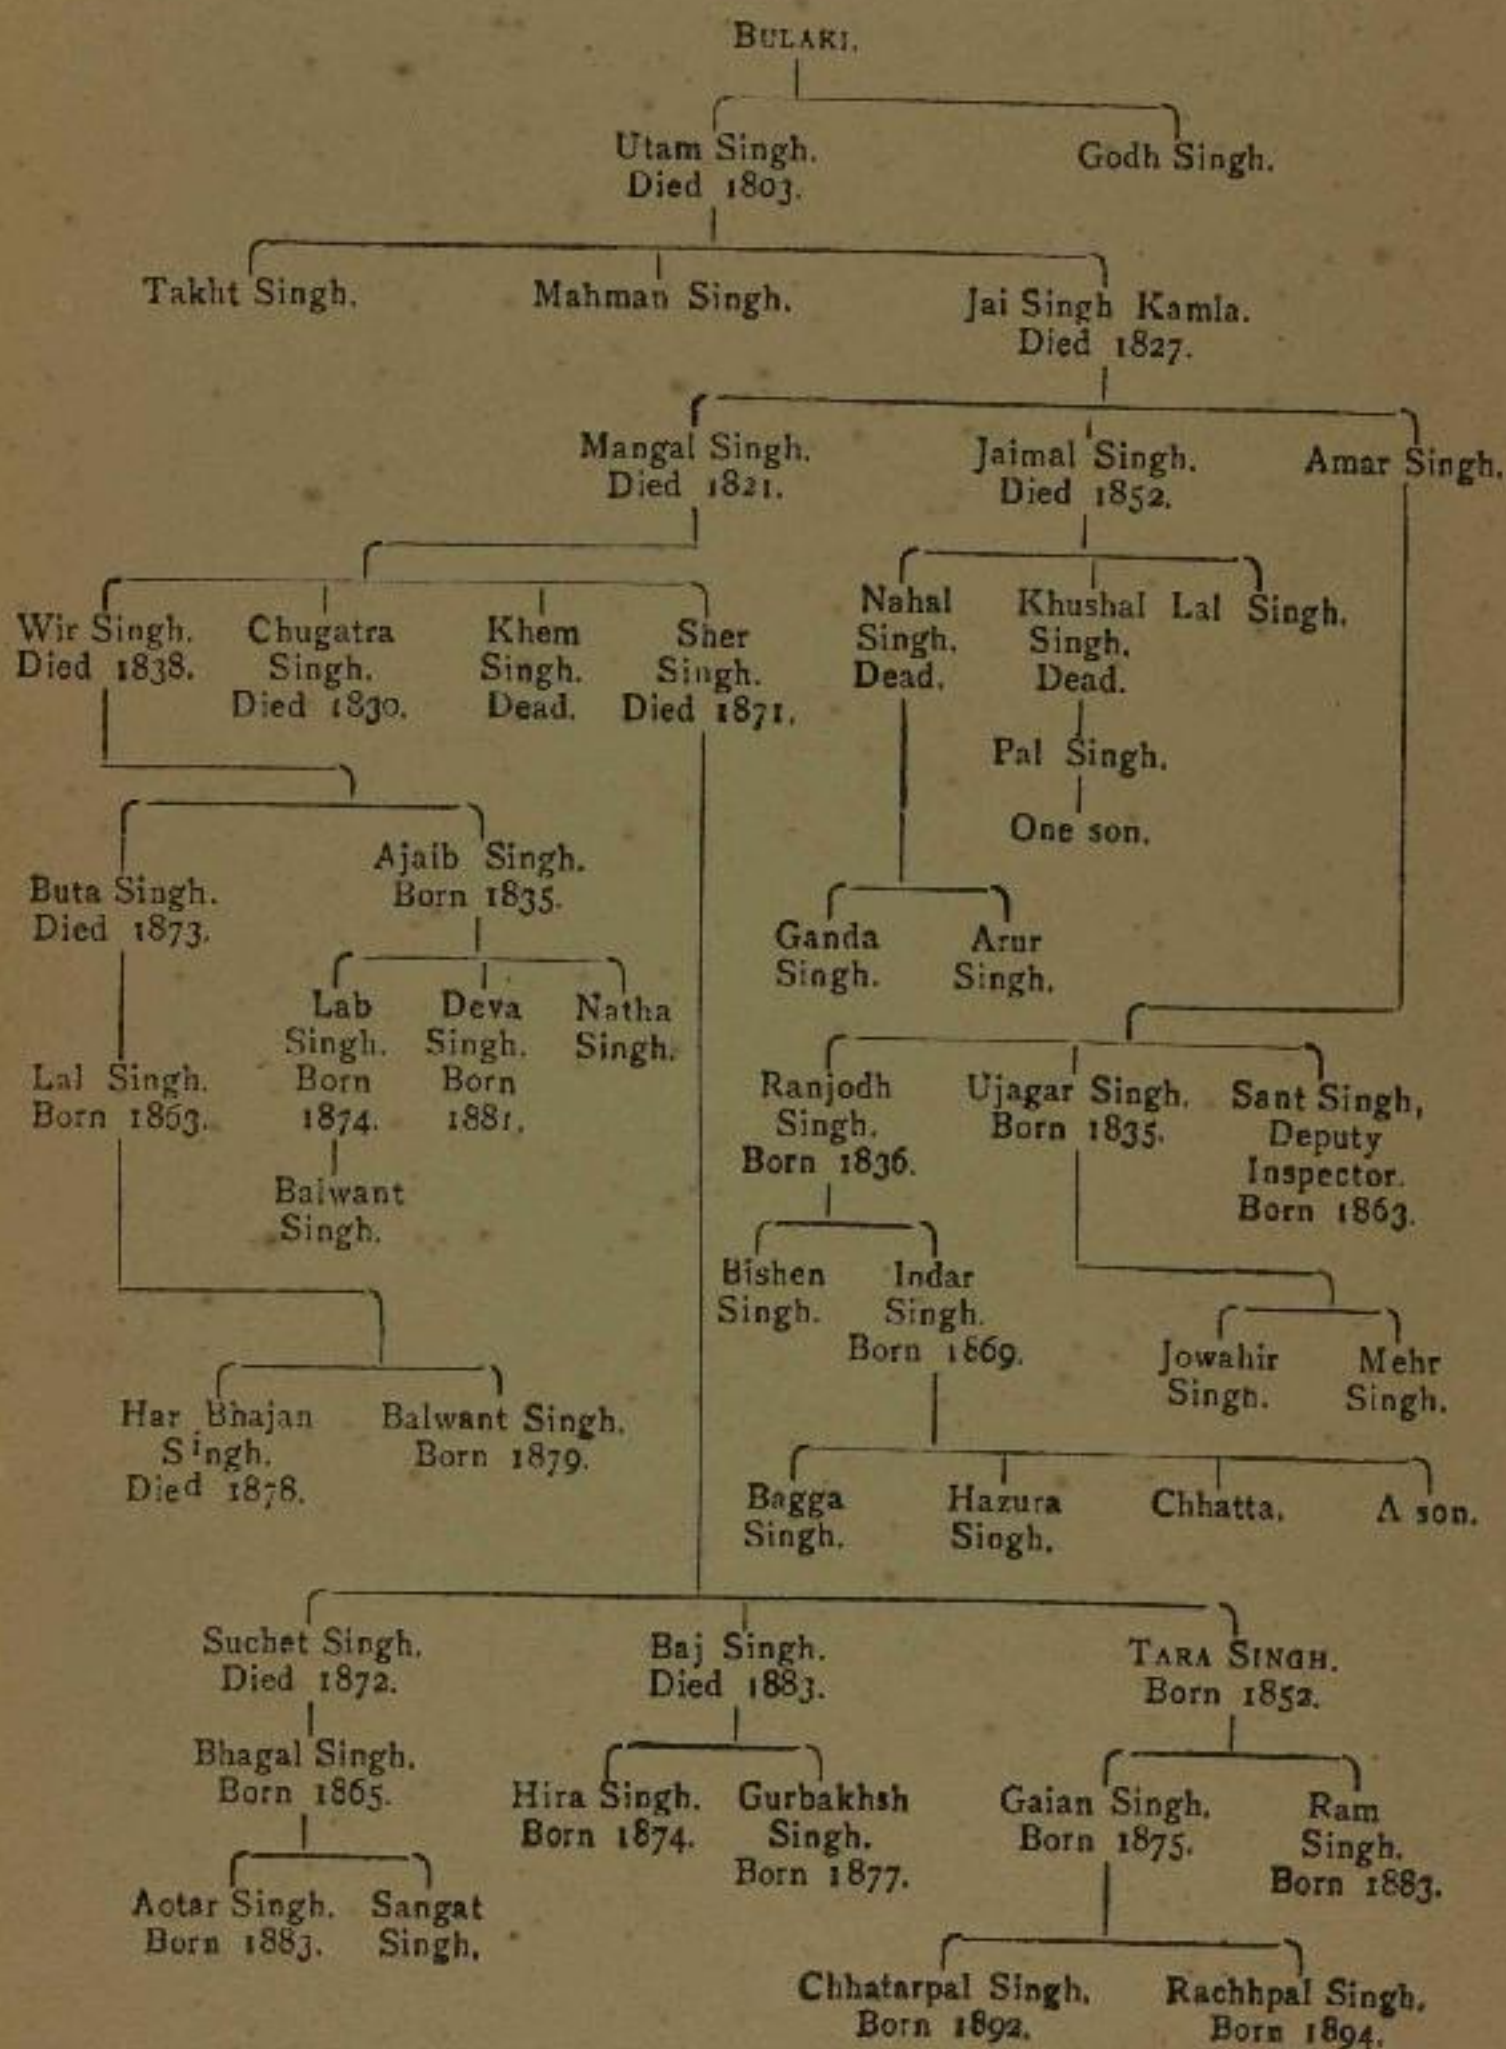 BULAKI.
Utam Singh.
Died 1803.
Godh Singh.
Takht Singh.
Mahman Singh.
Jai Singh Kamla.
Died 1827.
Mangal Singh.
Died 1821.
Jaimal Singh.
Died 1852.
Amar Singh.
Wir Singh.
Died 1838.
Chugatra
Singh.
Died 1830.
Khem
Singh.
Dead.
Sher
Singh.
Died 1871.
Nahal
Singh.
Dead.
Khushal
Singh.
Dead.
Lal Singh.
Pal Singh.
One son.
Buta Singh.
Died 1873.
Ajaib Singh.
Born 1835.
Ganda
Singh.
Arur
Singh.
Lab
Singh.
Born
1874.
Deva
Singh.
Born
1881.
Natha
Singh.
Lal Singh.
Born 1863.
Balwant
Singh.
Ranjodh
Singh.
Born 1836.
Ujagar Singh.
Born 1835.
Sant Singh,
Deputy
Inspector.
Born 1863.
Bishen
Singh.
Indar
Singh.
Born 1869.
Jowahir
Singh.
Mehr
Singh.
Har Bhajan
Singh.
Died 1878.
Balwant Singh.
Born 1879.
Bagga
Singh.
Hazura
Singh.
Chhatta.
A son.
Suchet Singh.
Died 1872.
Baj Singh.
Died 1883.
TARA SINGH.
Born 1852.
Bhagal Singh.
Born 1865.
Hira Singh.
Born 1874.
Gurbakhsh
Singh.
Born 1877.
Gaian Singh.
Born 1875.
Ram
Singh.
Born 1883.
Aotar Singh.
Born 1883.
Sangat
Singh.
Chhatarpal Singh.
Born 1892.
Rachhpal Singh.
Born 1894.